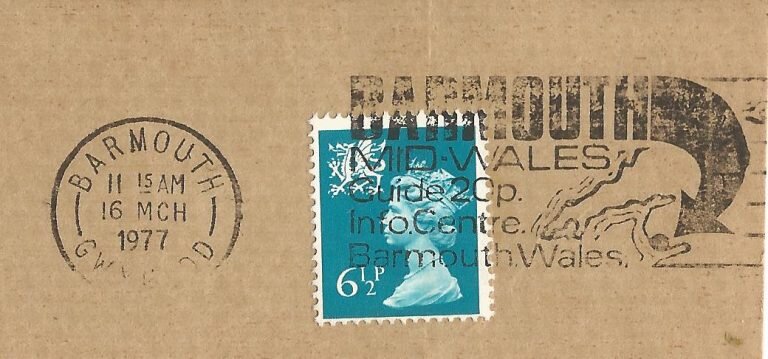 BARMOUTH
11 15 AM
16 MCH
1977
6½P
BARMOUTH
MID-WALES
Guide 20p.
Info.Centre.
Barmouth.Wales.